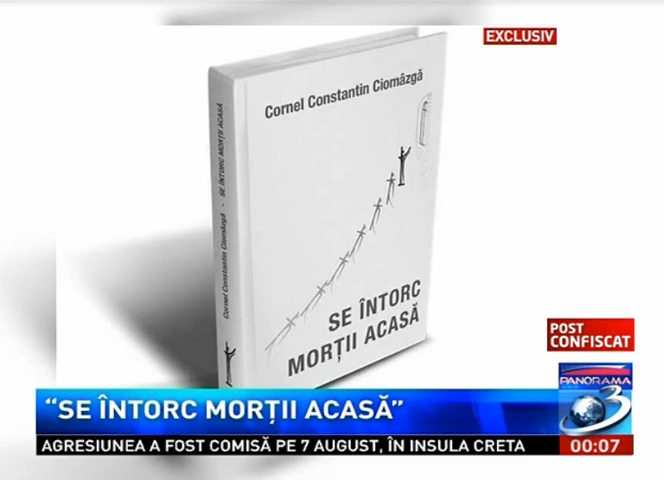 EXCLUSIV
Cornel Constantin Ciomâzgă
Cornel Constantin Ciomâzgă - SE ÎNTORC MORȚII ACASĂ
SE ÎNTORC
MORȚII ACASĂ
POST
CONFISCAT
PANORAMA
3
"SE ÎNTORC MORȚII ACASĂ"
AGRESIUNEA A FOST COMISĂ PE 7 AUGUST, ÎN INSULA CRETA
00:07